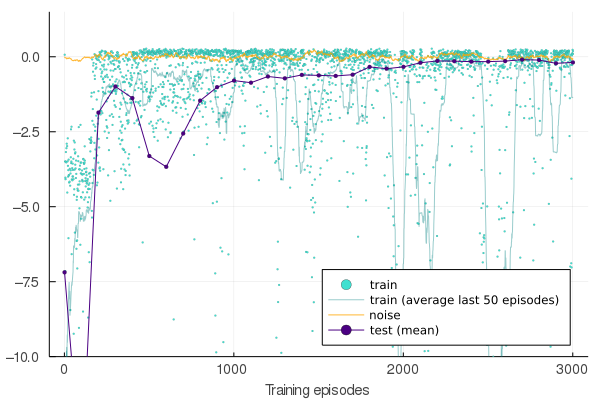 0.0
−2.5
−5.0
−7.5
−10.0
0
1000
2000
3000
Training episodes
train
train (average last 50 episodes)
noise
test (mean)